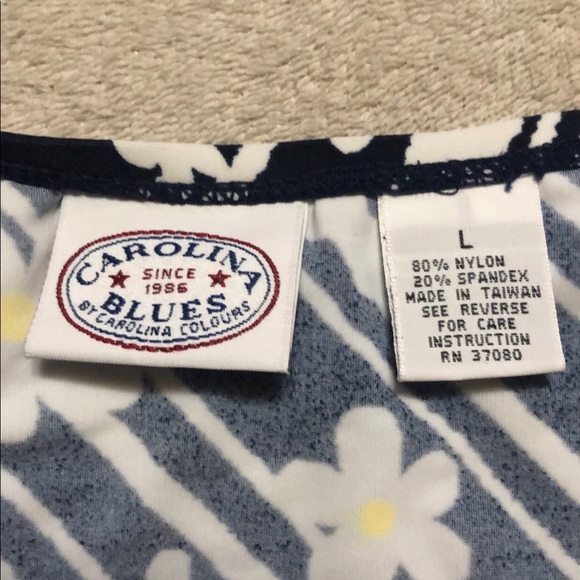 CAROLINA
SINCE
1986
BLUES
BY CAROLINA COLOURS
L
80% NYLON
20% SPANDEX
MADE IN TAIWAN
SEE REVERSE
FOR CARE
INSTRUCTION
RN 37080